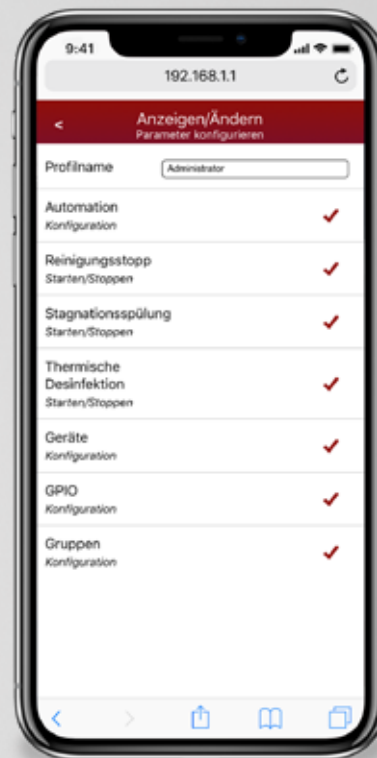 9:41
192.168.1.1
<
Anzeigen/Ändern
Parameter konfigurieren
Profilname
Administrator
Automation
Konfiguration
Reinigungsstopp
Starten/Stoppen
Stagnationsspülung
Starten/Stoppen
Thermische
Desinfektion
Starten/Stoppen
Geräte
Konfiguration
GPIO
Konfiguration
Gruppen
Konfiguration